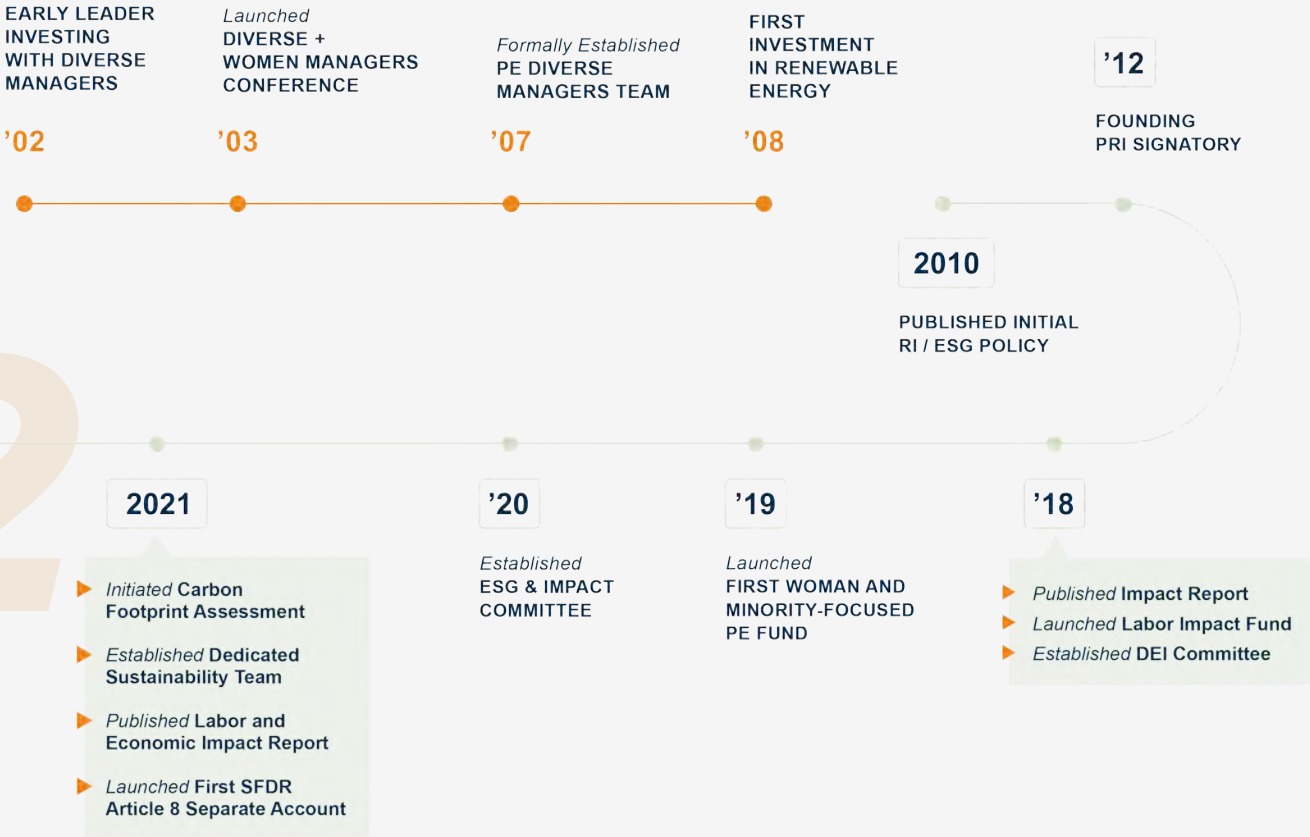 EARLY LEADER
INVESTING
WITH DIVERSE
MANAGERS
’02
Launched
DIVERSE +
WOMEN MANAGERS
CONFERENCE
’03
Formally Established
PE DIVERSE
MANAGERS TEAM
’07
FIRST
INVESTMENT
IN RENEWABLE
ENERGY
’08
2010
PUBLISHED INITIAL
RI / ESG POLICY
’12
FOUNDING
PRI SIGNATORY
’18
Published Impact Report
Launched Labor Impact Fund
Established DEI Committee
’19
Launched
FIRST WOMAN AND
MINORITY-FOCUSED
PE FUND
’20
Established
ESG & IMPACT
COMMITTEE
2021
Initiated Carbon
Footprint Assessment
Established Dedicated
Sustainability Team
Published Labor and
Economic Impact Report
Launched First SFDR
Article 8 Separate Account
2